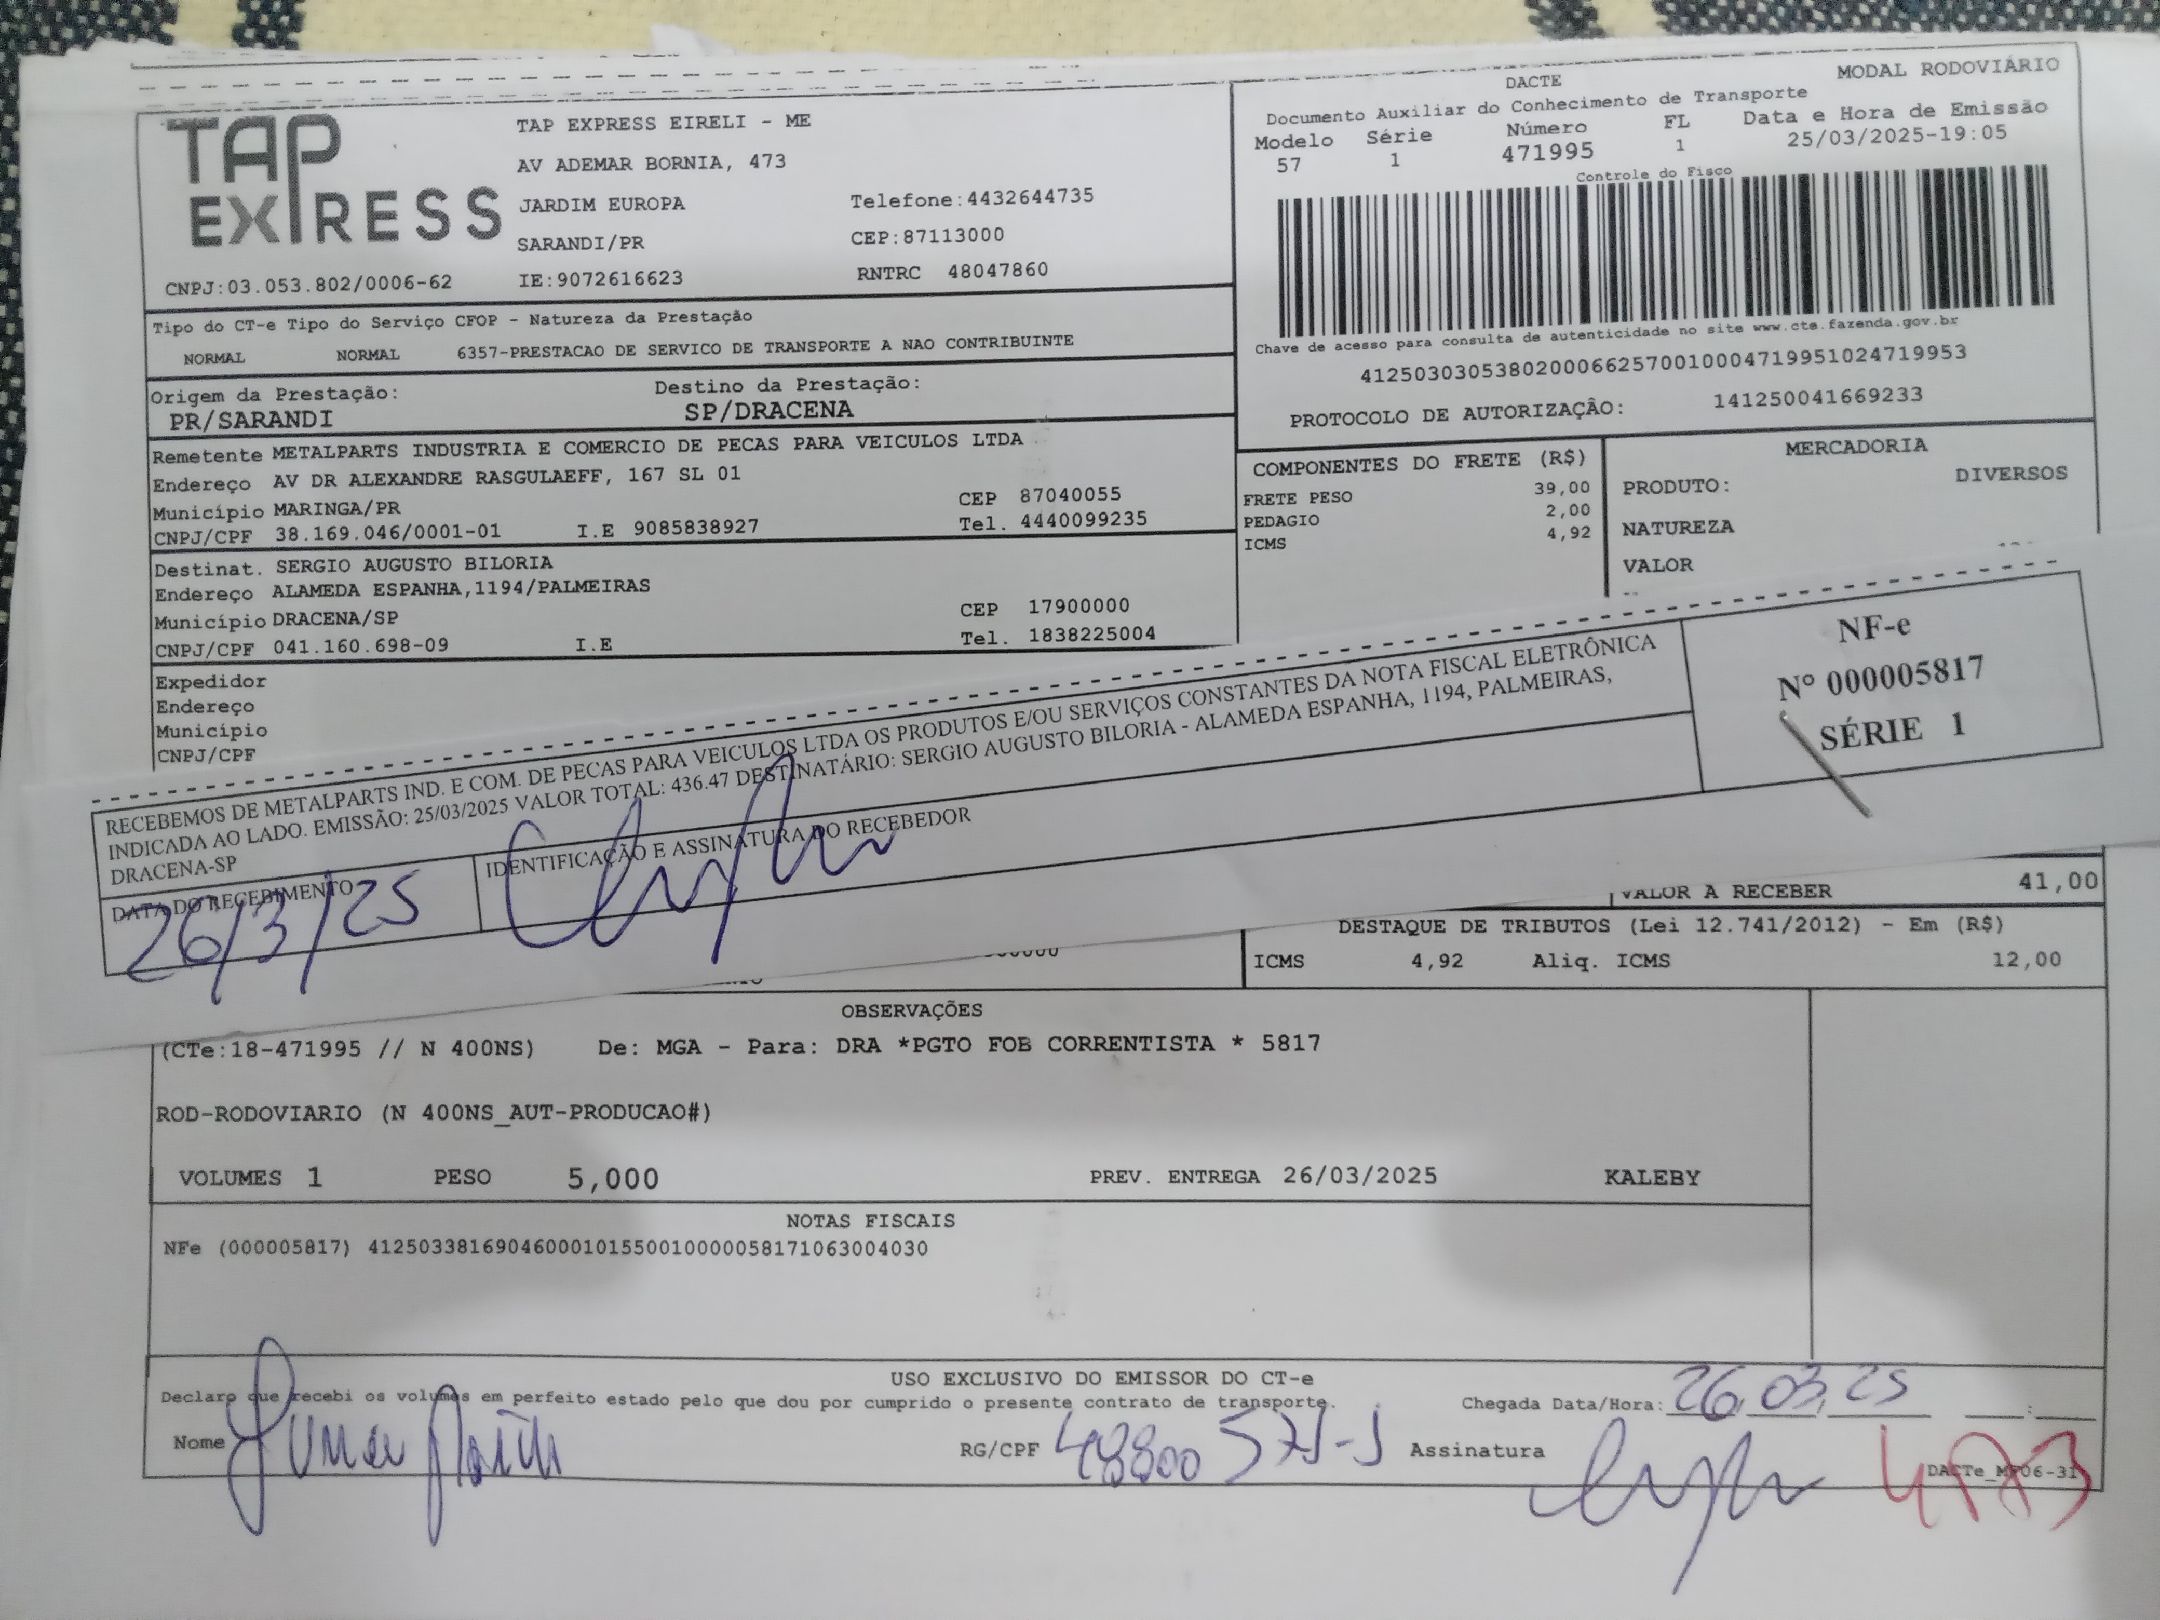 TAP EXPRESS
TAP EXPRESS EIRELI - ME
AV ADEMAR BORNIA, 473
JARDIM EUROPA Telefone:4432644735
SARANDI/PR CEP:87113000
CNPJ:03.053.802/0006-62 IE:9072616623 RNTRC 48047860
DACTE MODAL RODOVIÁRIO
Documento Auxiliar do Conhecimento de Transporte
Modelo Série Número FL Data e Hora de Emissão
57 1 471995 1 25/03/2025-19:05
Controle do Fisco
Chave de acesso para consulta de autenticidade no site www.cte.fazenda.gov.br
41250303053802000662570010004719951024719953
PROTOCOLO DE AUTORIZAÇÃO: 141250041669233
Tipo do CT-e Tipo do Serviço CFOP - Natureza da Prestação
NORMAL NORMAL 6357-PRESTACAO DE SERVICO DE TRANSPORTE A NAO CONTRIBUINTE
Origem da Prestação: Destino da Prestação:
PR/SARANDI SP/DRACENA
Remetente METALPARTS INDUSTRIA E COMERCIO DE PECAS PARA VEICULOS LTDA
Endereço AV DR ALEXANDRE RASGULAEFF, 167 SL 01
Município MARINGA/PR CEP 87040055
CNPJ/CPF 38.169.046/0001-01 I.E 9085838927 Tel. 4440099235
Destinat. SERGIO AUGUSTO BILORIA
Endereço ALAMEDA ESPANHA,1194/PALMEIRAS
Município DRACENA/SP CEP 17900000
CNPJ/CPF 041.160.698-09 I.E Tel. 1838225004
Expedidor
Endereço
Município
CNPJ/CPF
COMPONENTES DO FRETE (R$)
FRETE PESO 39,00
PEDAGIO 2,00
ICMS 4,92
MERCADORIA
PRODUTO: DIVERSOS
NATUREZA
VALOR
RECEBEMOS DE METALPARTS IND. E COM. DE PECAS PARA VEICULOS LTDA OS PRODUTOS E/OU SERVIÇOS CONSTANTES DA NOTA FISCAL ELETRÔNICA
INDICADA AO LADO. EMISSÃO: 25/03/2025 VALOR TOTAL: 436.47 DESTINATÁRIO: SERGIO AUGUSTO BILORIA - ALAMEDA ESPANHA, 1194, PALMEIRAS,
DRACENA-SP
DATA DO RECEBIMENTO IDENTIFICAÇÃO E ASSINATURA DO RECEBEDOR
26/3/25
NF-e
Nº 000005817
SÉRIE 1
VALOR A RECEBER 41,00
DESTAQUE DE TRIBUTOS (Lei 12.741/2012) - Em (R$)
ICMS 4,92 Aliq. ICMS 12,00
OBSERVAÇÕES
(CTe:18-471995 // N 400NS) De: MGA - Para: DRA *PGTO FOB CORRENTISTA * 5817
ROD-RODOVIARIO (N 400NS_AUT-PRODUCAO#)
VOLUMES 1 PESO 5,000 PREV. ENTREGA 26/03/2025 KALEBY
NOTAS FISCAIS
NFe (000005817) 41250338169046000101550010000058171063004030
USO EXCLUSIVO DO EMISSOR DO CT-e
Declaro que recebi os volumes em perfeito estado pelo que dou por cumprido o presente contrato de transporte. Chegada Data/Hora: 26 03 25
Nome RG/CPF Assinatura
DACTe_M